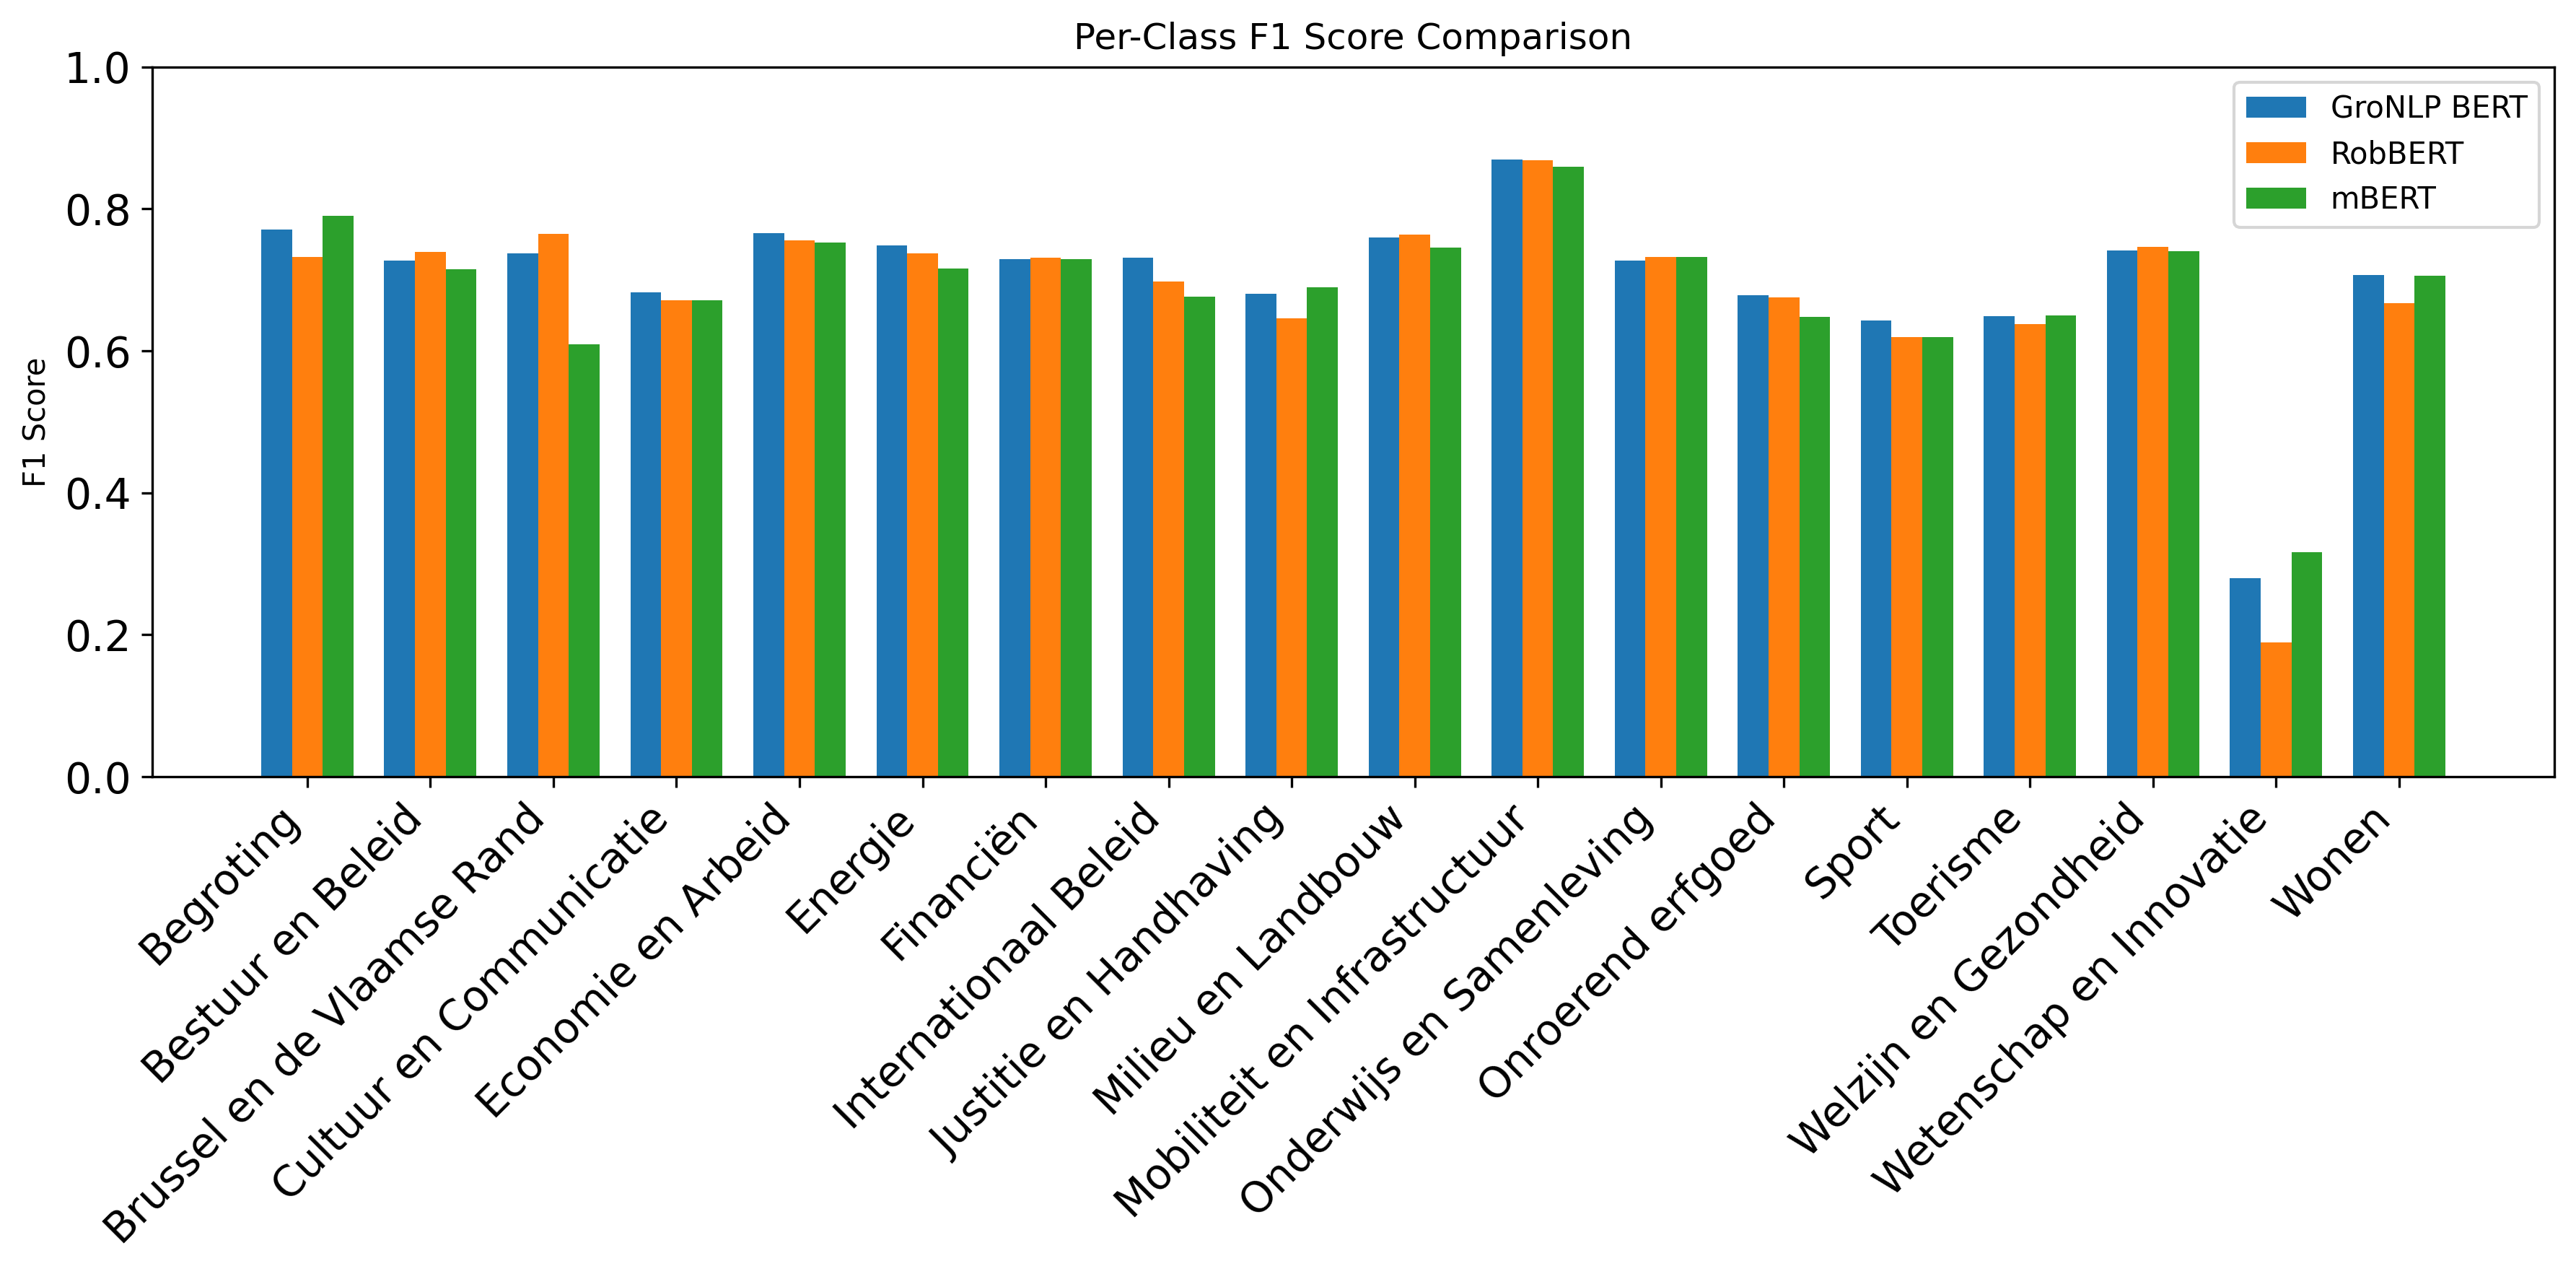 Per-Class F1 Score Comparison
GroNLP BERT
RobBERT
mBERT
F1 Score
1.0
0.8
0.6
0.4
0.2
0.0
Begroting
Bestuur en Beleid
Brussel en de Vlaamse Rand
Cultuur en Communicatie
Economie en Arbeid
Energie
Financiën
Internationaal Beleid
Justitie en Handhaving
Milieu en Landbouw
Mobiliteit en Infrastructuur
Onderwijs en Samenleving
Onroerend erfgoed
Sport
Toerisme
Welzijn en Gezondheid
Wetenschap en Innovatie
Wonen